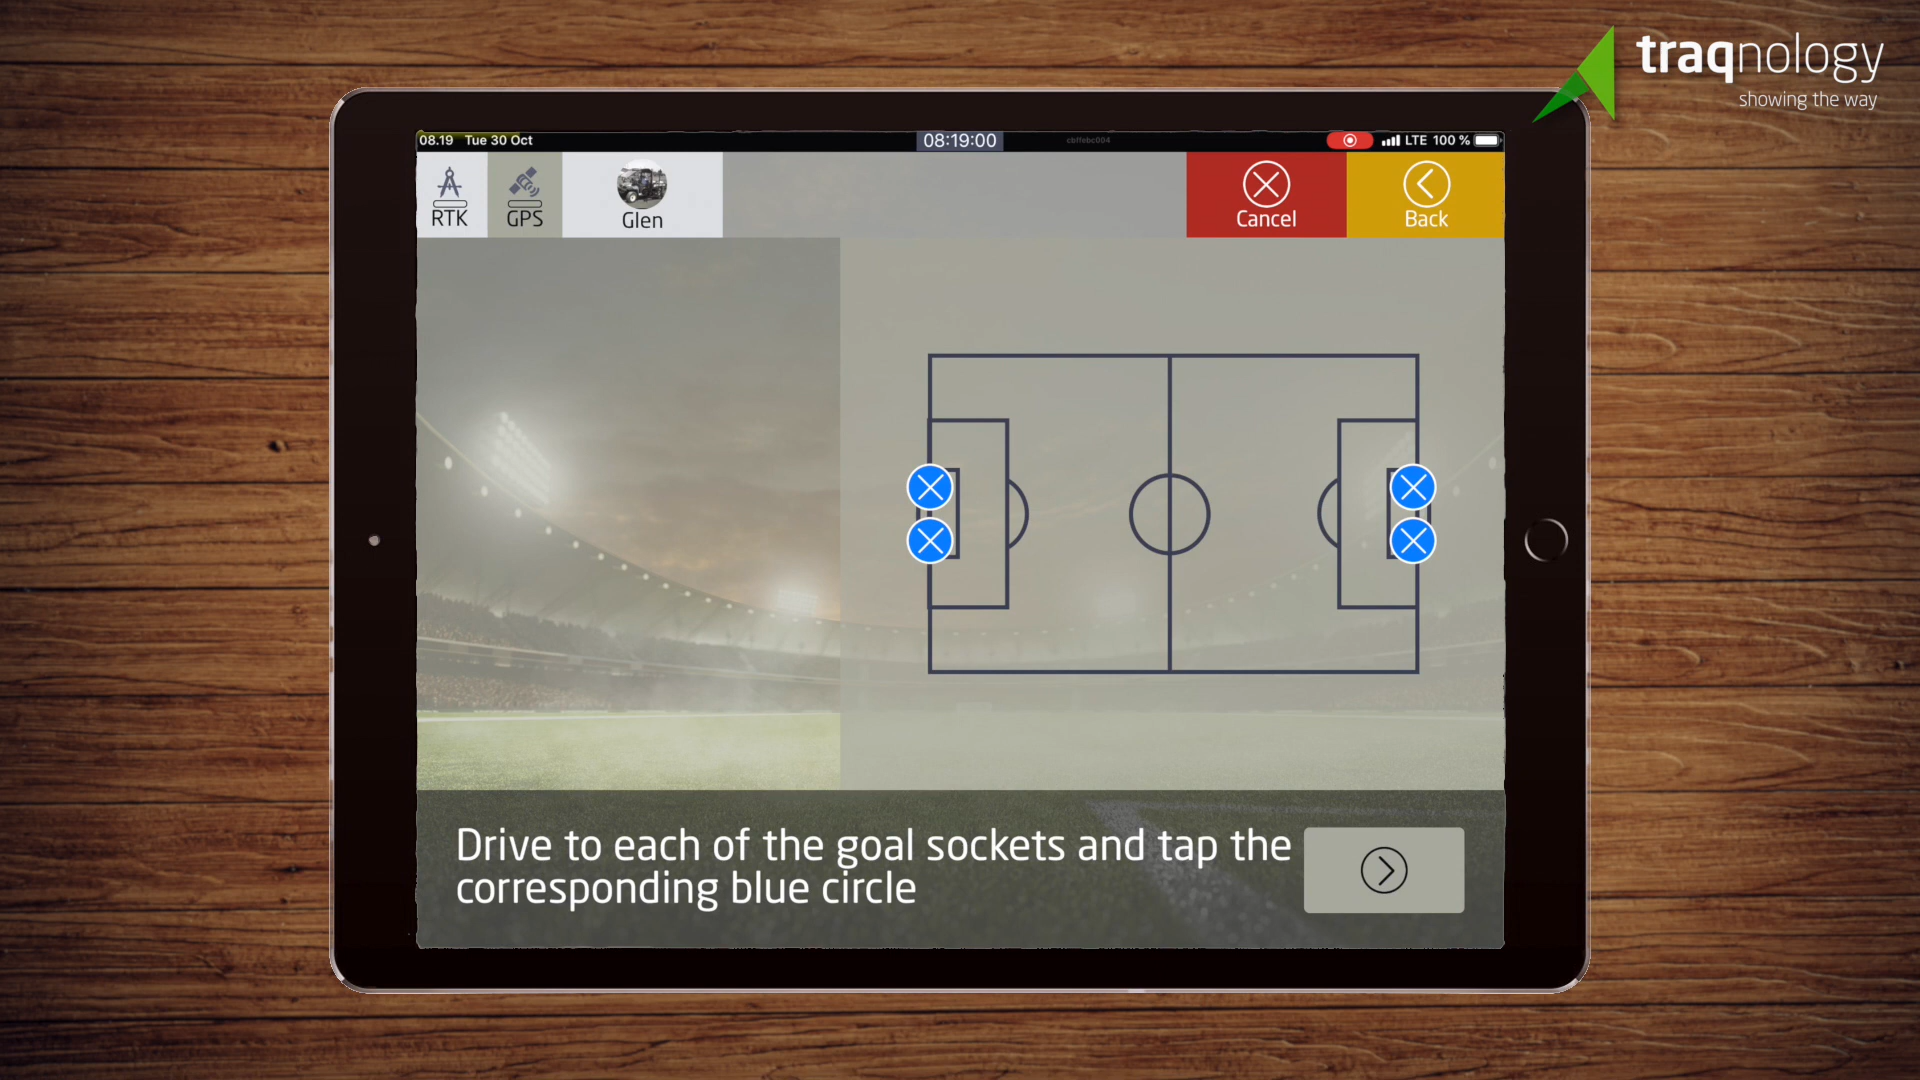 traqnology
showing the way
08.19 Tue 30 Oct
08:19:00
cbffebc004
LTE 100 %
RTK
GPS
Glen
Cancel
Back
Drive to each of the goal sockets and tap the
corresponding blue circle